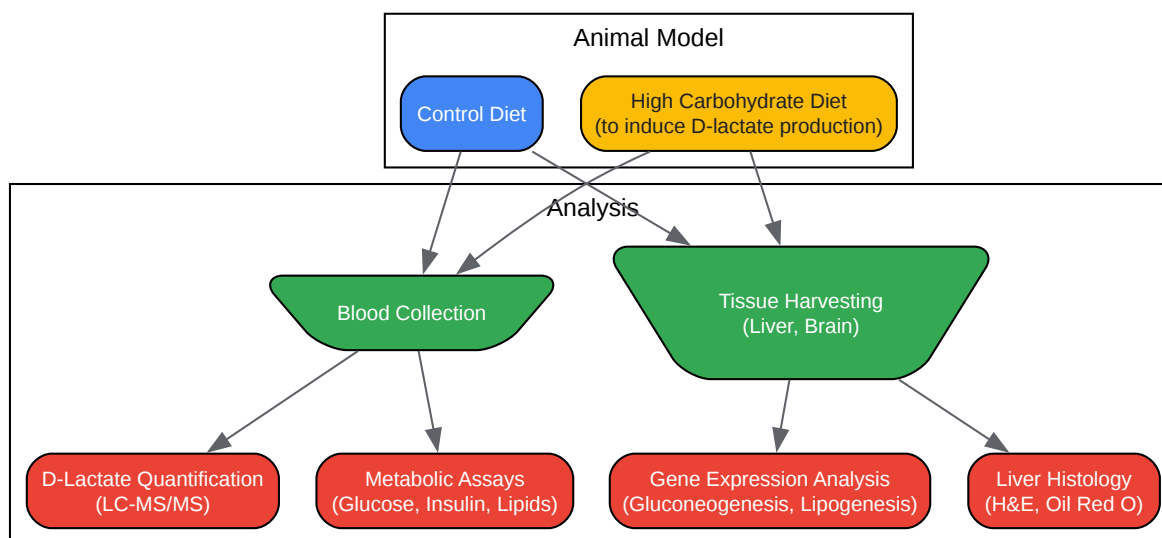 Animal Model
Control Diet
High Carbohydrate Diet
(to induce D-lactate production)
Analysis
Blood Collection
Tissue Harvesting
(Liver, Brain)
D-Lactate Quantification
(LC-MS/MS)
Metabolic Assays
(Glucose, Insulin, Lipids)
Gene Expression Analysis
(Gluconeogenesis, Lipogenesis)
Liver Histology
(H&E, Oil Red O)